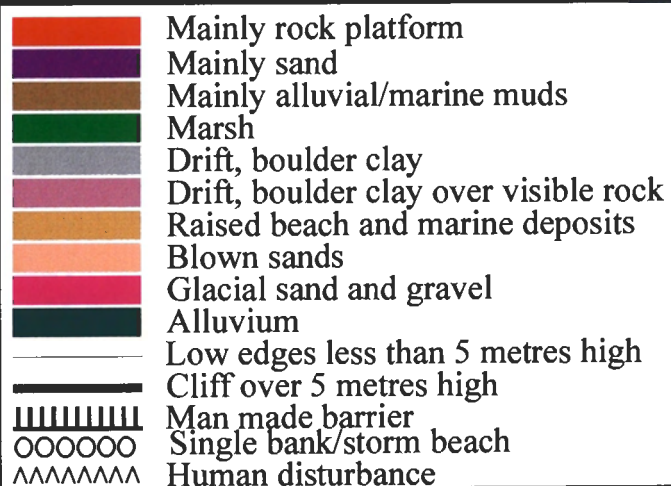 Mainly rock platform
Mainly sand
Mainly alluvial/marine muds
Marsh
Drift, boulder clay
Drift, boulder clay over visible rock
Raised beach and marine deposits
Blown sands
Glacial sand and gravel
Alluvium
Low edges less than 5 metres high
Cliff over 5 metres high
Man made barrier
Single bank/storm beach
Human disturbance